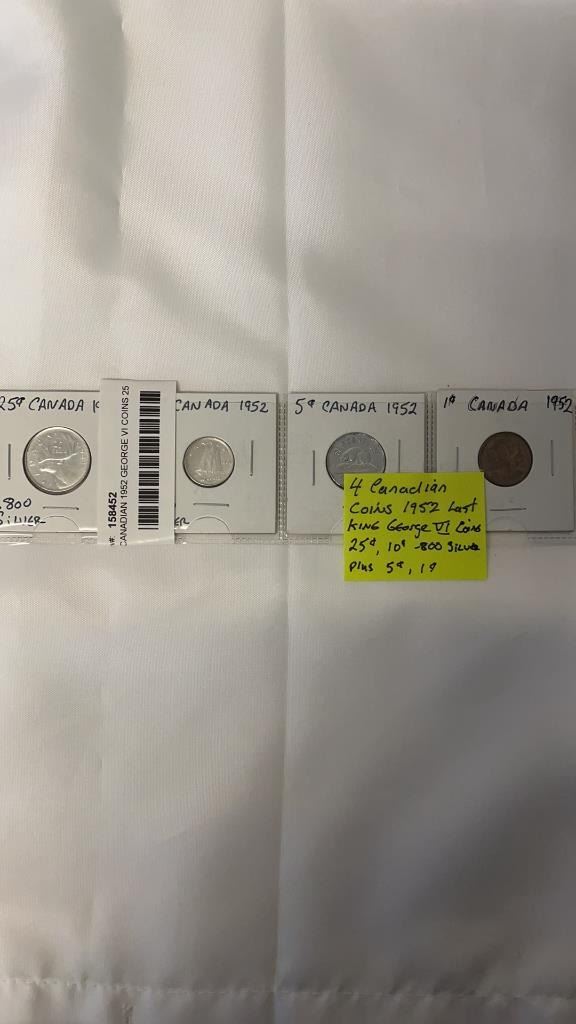 25¢ CANADA
.800
SILVER
#: 158452
CANADIAN 1952 GEORGE VI COINS 25
CANADA 1952
ER
5¢ CANADA 1952
1¢ CANADA 1952
4 Canadian
Coins 1952 Last
KING George VI Coins
25¢, 10¢ .800 Silver
Plus 5¢, 1¢